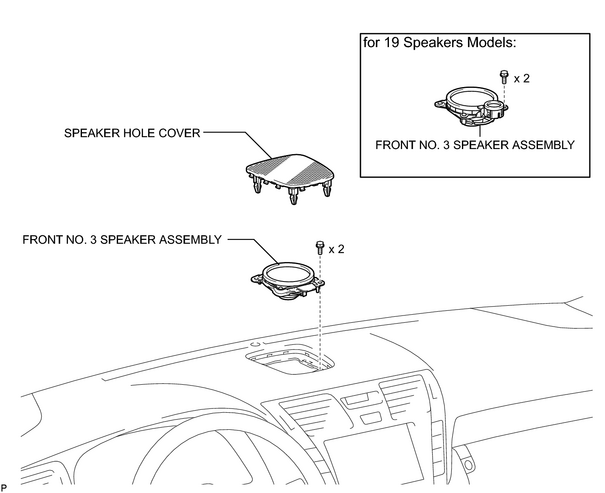 for 19 Speakers Models:
x 2
FRONT NO. 3 SPEAKER ASSEMBLY
SPEAKER HOLE COVER
FRONT NO. 3 SPEAKER ASSEMBLY
x 2
P